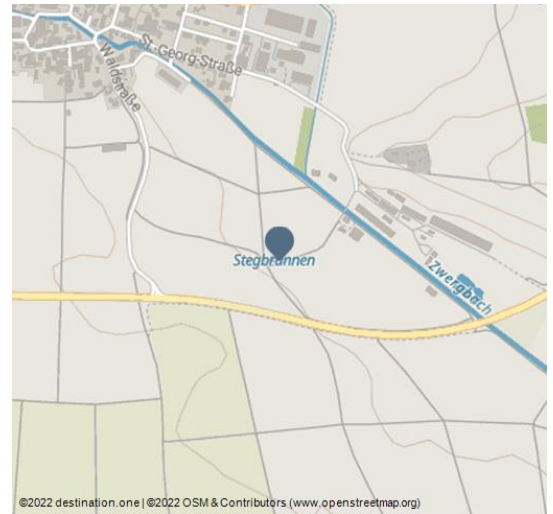 St.-Georg-Straße
Waldstraße
Stegbrunnen
Zwergbach
©2022 destination.one | ©2022 OSM & Contributors (www.openstreetmap.org)